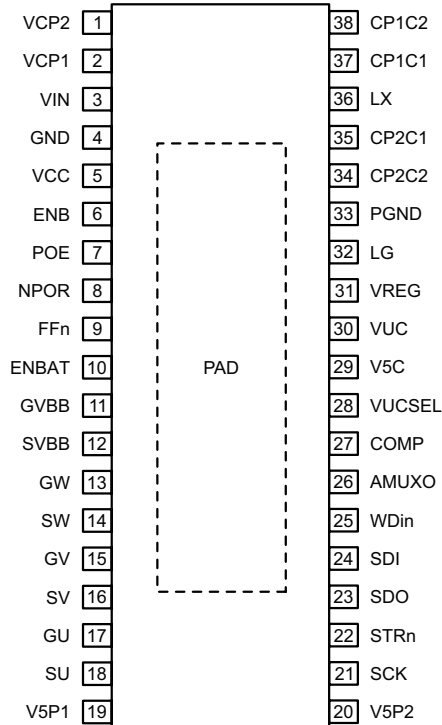 VCP2 1 38 CP1C2
VCP1 2 37 CP1C1
VIN 3 36 LX
GND 4 35 CP2C1
VCC 5 34 CP2C2
ENB 6 33 PGND
POE 7 32 LG
NPOR 8 31 VREG
FFn 9 30 VUC
ENBAT 10 PAD 29 V5C
GVBB 11 28 VUCSEL
SVBB 12 27 COMP
GW 13 26 AMUXO
SW 14 25 WDin
GV 15 24 SDI
SV 16 23 SDO
GU 17 22 STRn
SU 18 21 SCK
V5P1 19 20 V5P2